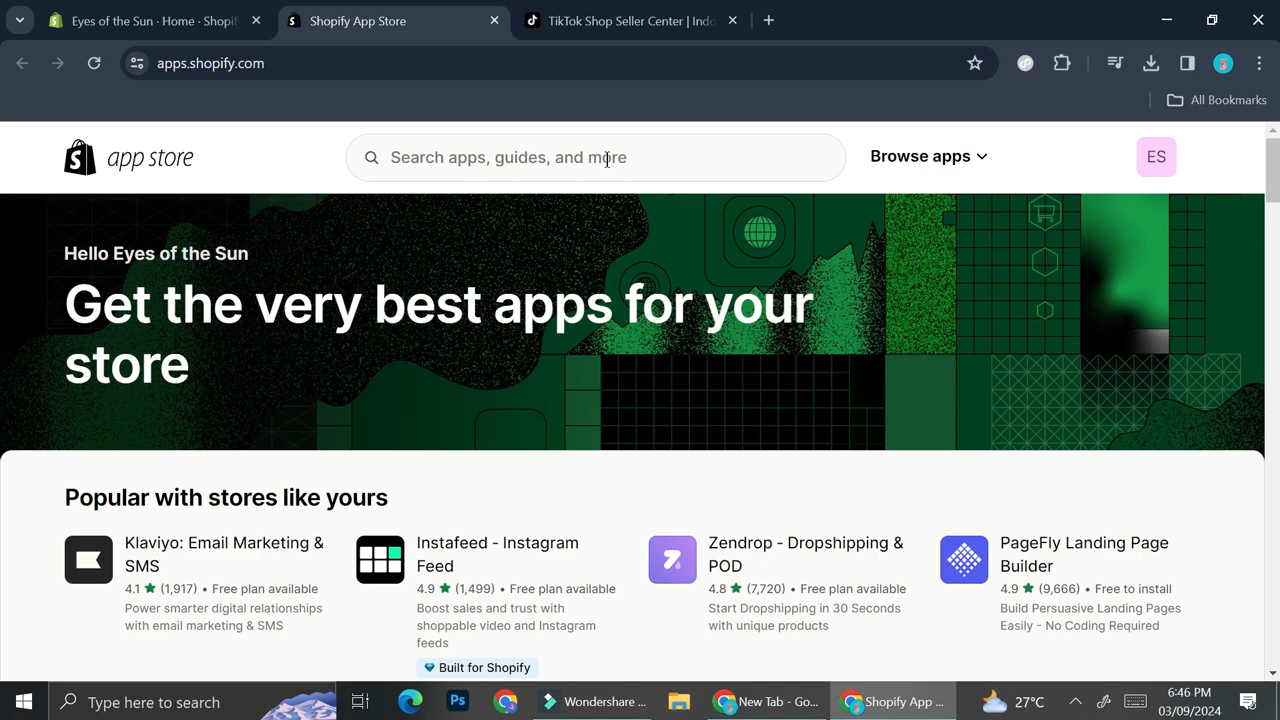 Eyes of the Sun · Home · Shopif
Shopify App Store
TikTok Shop Seller Center | Indo
apps.shopify.com
All Bookmarks
app store
Search apps, guides, and more
Browse apps
ES
Hello Eyes of the Sun
Get the very best apps for your
store
Popular with stores like yours
Klaviyo: Email Marketing &
SMS
4.1 ★ (1,917) • Free plan available
Power smarter digital relationships
with email marketing & SMS
Instafeed - Instagram
Feed
4.9 ★ (1,499) • Free plan available
Boost sales and trust with
shoppable video and Instagram
feeds
Built for Shopify
Zendrop - Dropshipping &
POD
4.8 ★ (7,720) • Free plan available
Start Dropshipping in 30 Seconds
with unique products
PageFly Landing Page
Builder
4.9 ★ (9,666) • Free to install
Build Persuasive Landing Pages
Easily - No Coding Required
Type here to search
Ps
Wondershare ...
New Tab - Go...
Shopify App ...
27°C
6:46 PM
03/09/2024